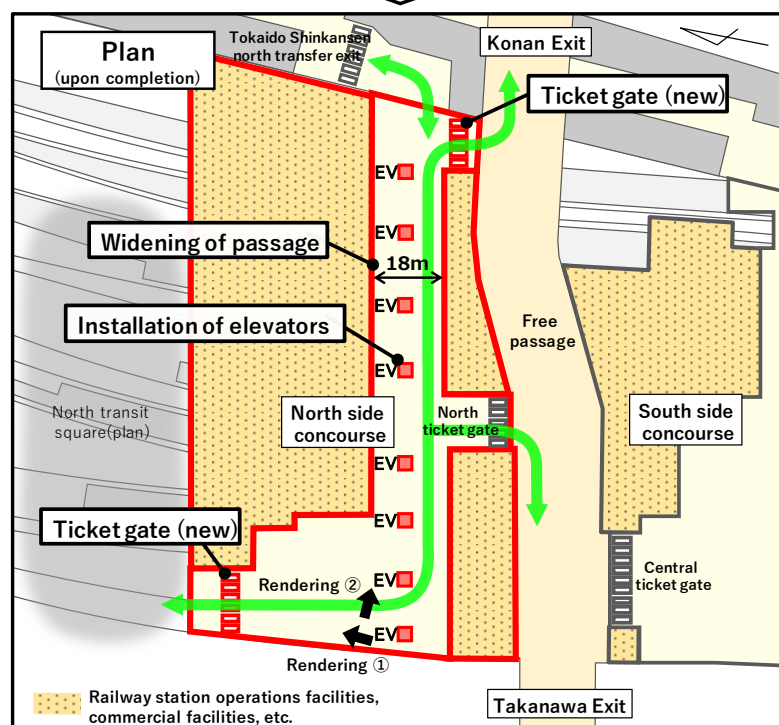 Plan
(upon completion)
Tokaido Shinkansen
north transfer exit
Konan Exit
Ticket gate (new)
EV
EV
Widening of passage
18m
EV
Installation of elevators
Free
passage
EV
North transit
square(plan)
North side
concourse
North
ticket gate
South side
concourse
EV
Ticket gate (new)
EV
Rendering ②
EV
Central
ticket gate
EV
Rendering ①
Railway station operations facilities,
commercial facilities, etc.
Takanawa Exit